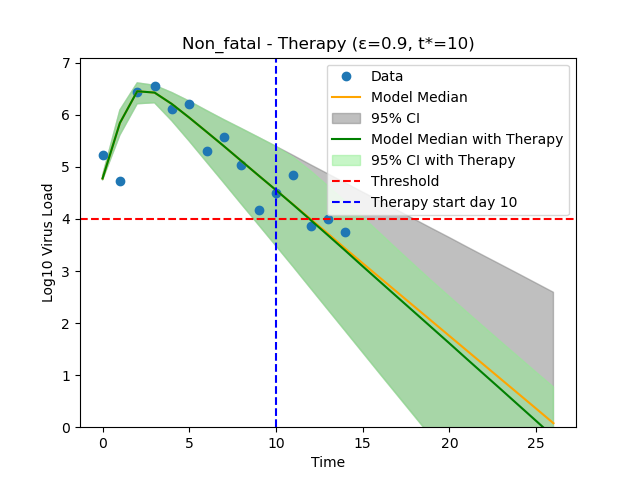 Non_fatal - Therapy (ε=0.9, t*=10)
Log10 Virus Load
7
6
5
4
3
2
1
0
Data
Model Median
95% CI
Model Median with Therapy
95% CI with Therapy
Threshold
Therapy start day 10
0
5
10
15
20
25
Time